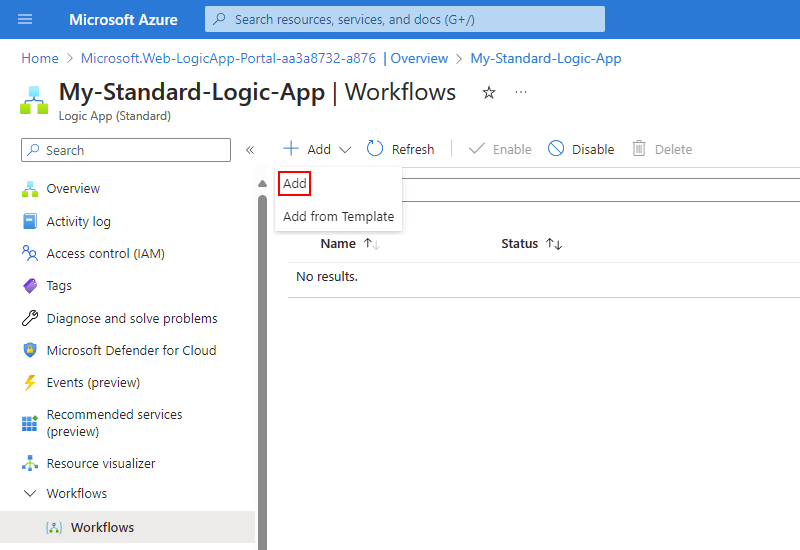 Microsoft Azure
Search resources, services, and docs (G+/)
Home > Microsoft.Web-LogicApp-Portal-aa3a8732-a876 | Overview > My-Standard-Logic-App
My-Standard-Logic-App | Workflows
Logic App (Standard)
Search
Add
Refresh
Enable
Disable
Delete
Add
Add from Template
Name
Status
No results.
Overview
Activity log
Access control (IAM)
Tags
Diagnose and solve problems
Microsoft Defender for Cloud
Events (preview)
Recommended services
(preview)
Resource visualizer
Workflows
Workflows